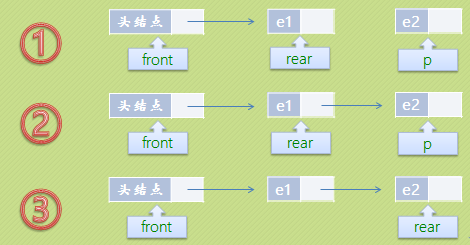 ① 头结点 e1 e2
front rear p
② 头结点 e1 e2
front rear p
③ 头结点 e1 e2
front rear